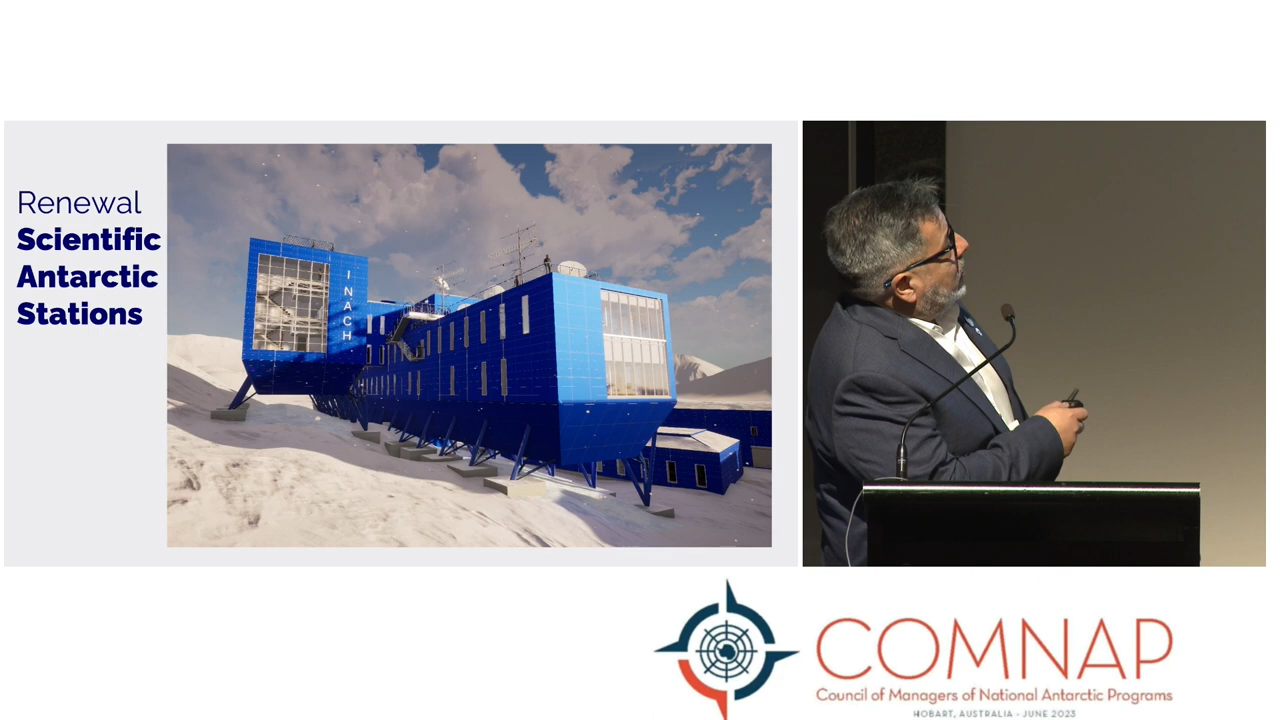 Renewal
Scientific
Antarctic
Stations
INACH
COMNAP
Council of Managers of National Antarctic Programs
HOBART, AUSTRALIA - JUNE 2023